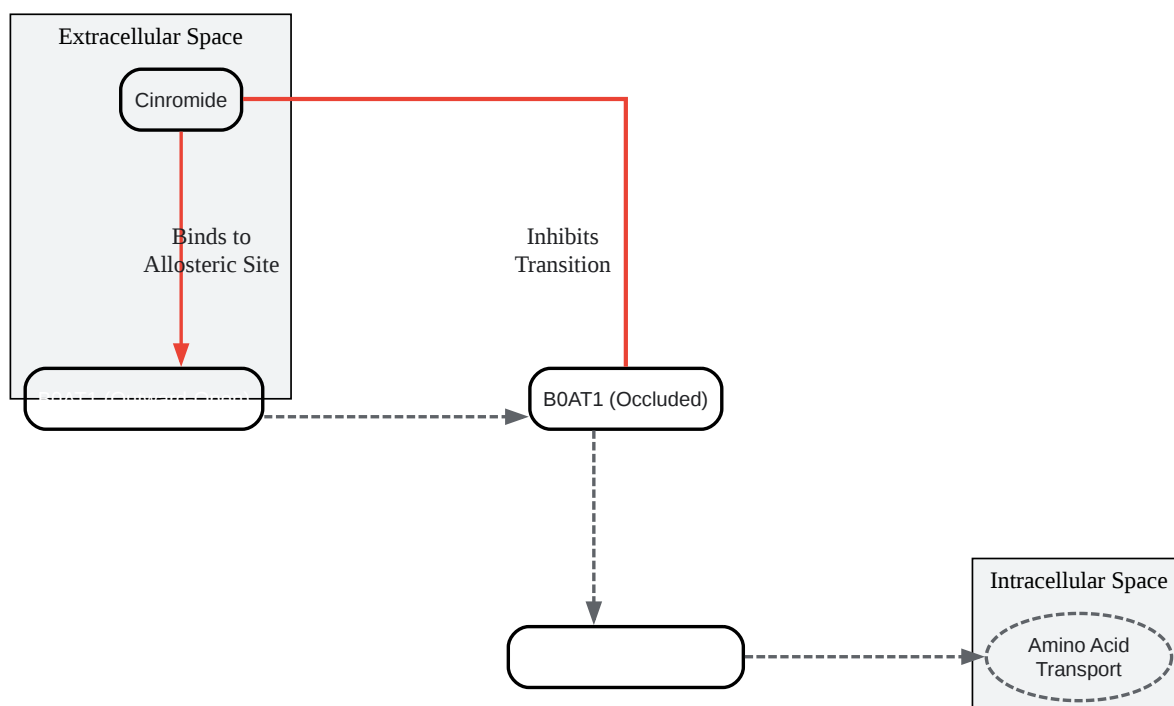 Extracellular Space
Cinromide
Binds to
Allosteric Site
Inhibits
Transition
B0AT1 (Occluded)
Intracellular Space
Amino Acid
Transport